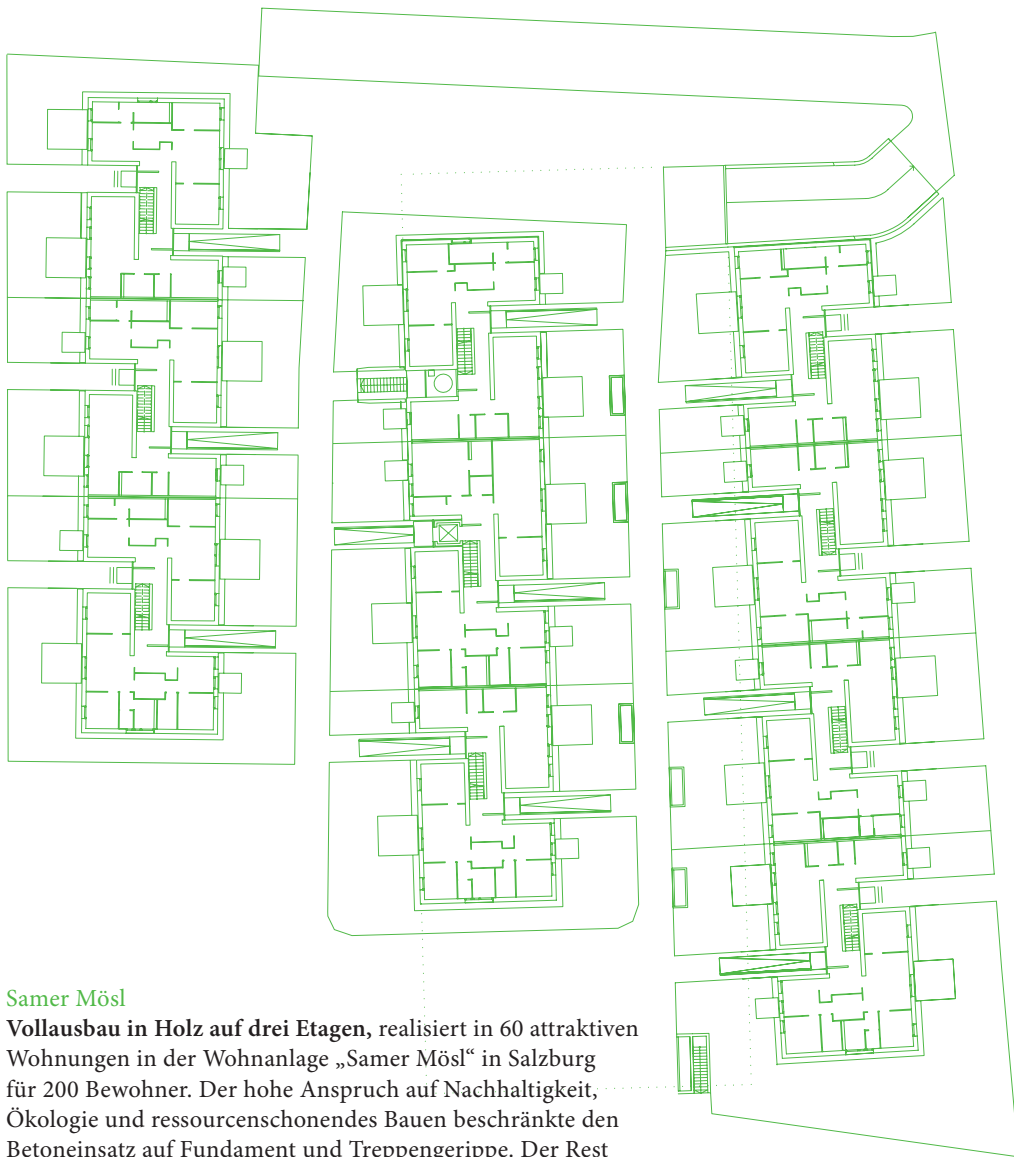 Samer Mösl
Vollausbau in Holz auf drei Etagen, realisiert in 60 attraktiven
Wohnungen in der Wohnanlage „Samer Mösl“ in Salzburg
für 200 Bewohner. Der hohe Anspruch auf Nachhaltigkeit,
Ökologie und ressourcenschonendes Bauen beschränkte den
Betoneinsatz auf Fundament und Treppengerippe. Der Rest